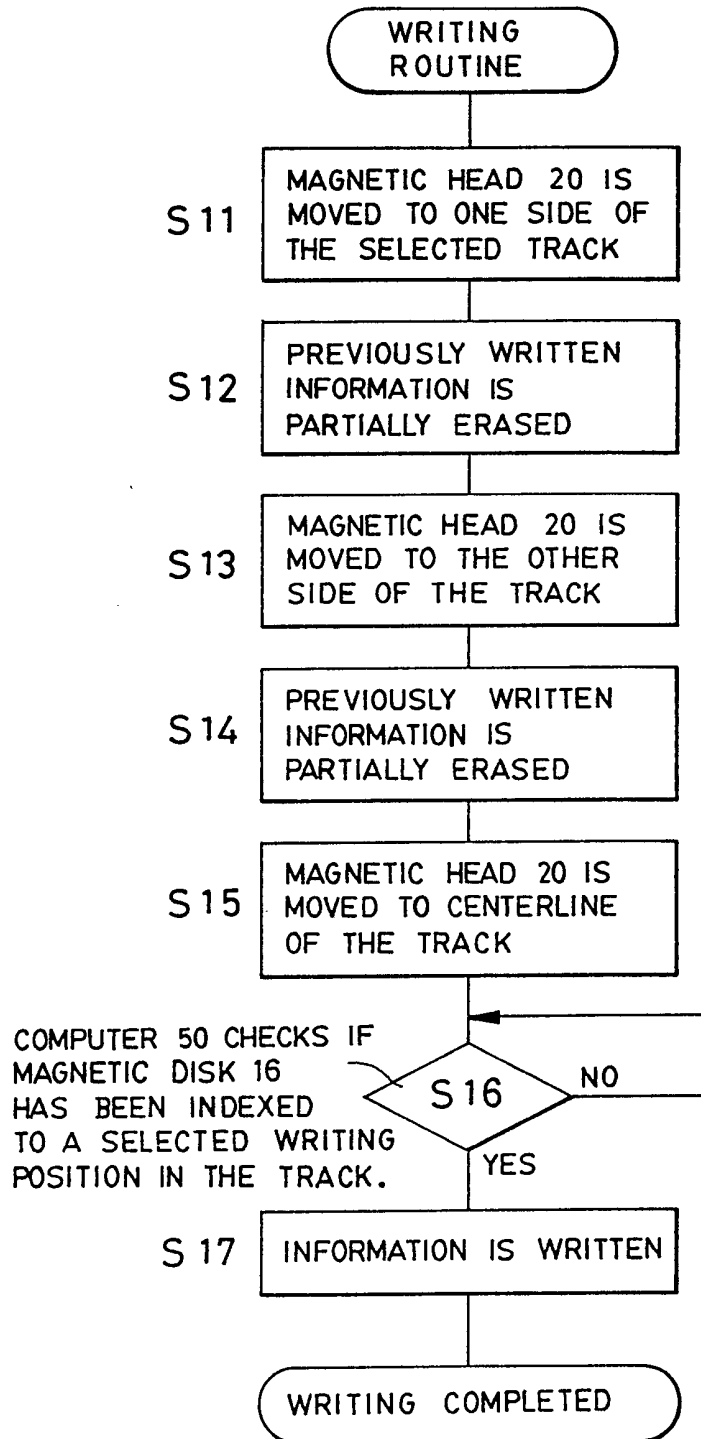 WRITING
ROUTINE
S11
MAGNETIC HEAD 20 IS
MOVED TO ONE SIDE OF
THE SELECTED TRACK
S12
PREVIOUSLY WRITTEN
INFORMATION IS
PARTIALLY ERASED
S13
MAGNETIC HEAD 20 IS
MOVED TO THE OTHER
SIDE OF THE TRACK
S14
PREVIOUSLY WRITTEN
INFORMATION IS
PARTIALLY ERASED
S15
MAGNETIC HEAD 20 IS
MOVED TO CENTERLINE
OF THE TRACK
COMPUTER 50 CHECKS IF
MAGNETIC DISK 16
HAS BEEN INDEXED
TO A SELECTED WRITING
POSITION IN THE TRACK.
S16
NO
YES
S17
INFORMATION IS WRITTEN
WRITING COMPLETED